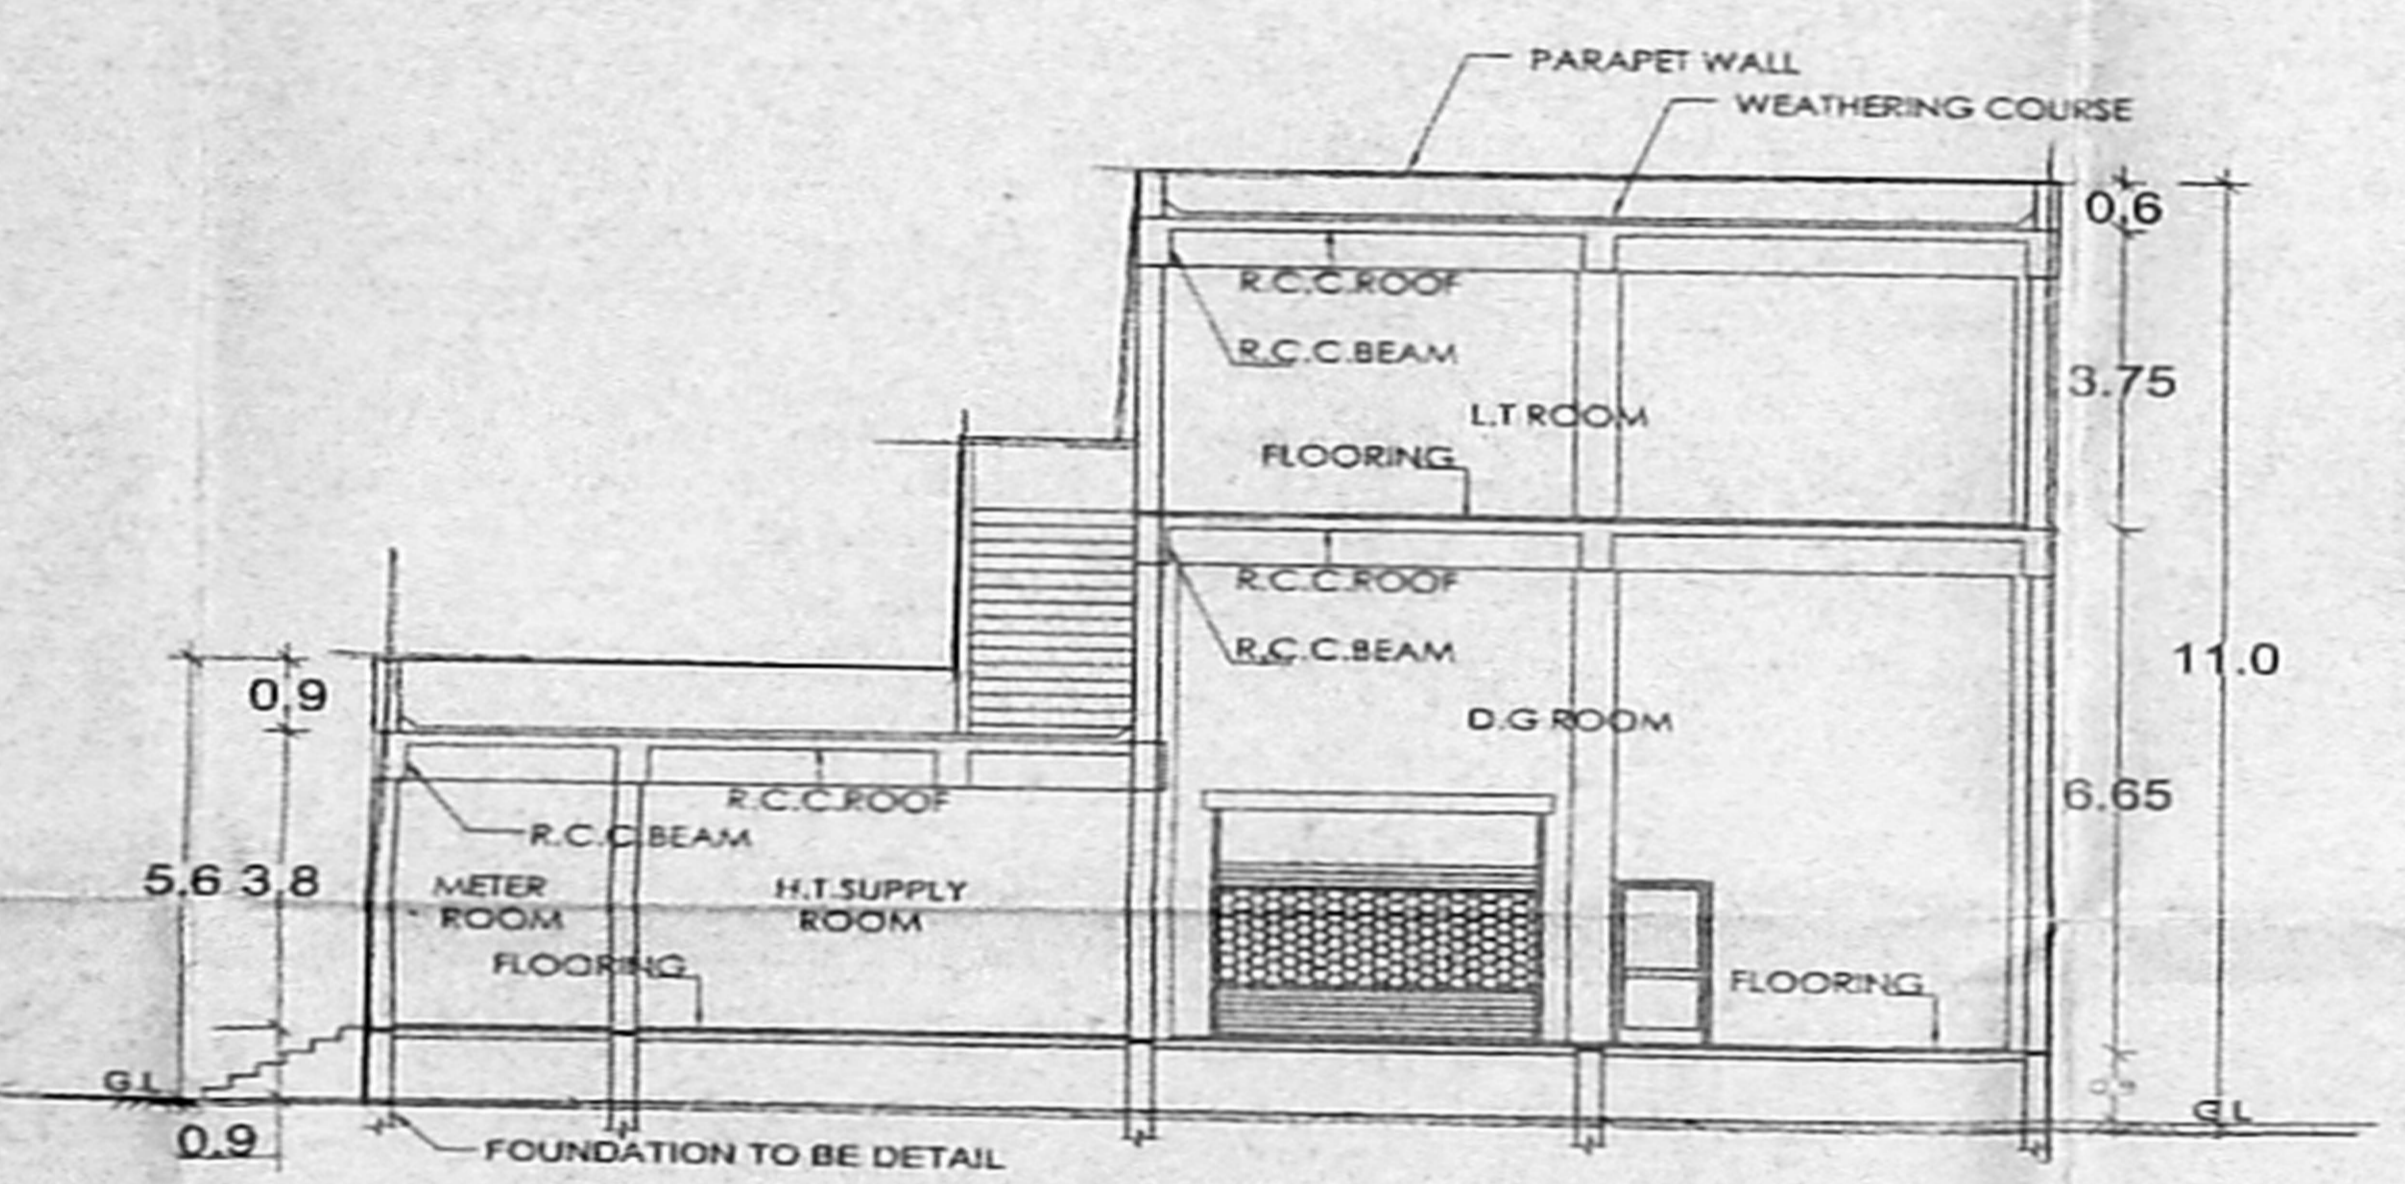 PARAPET WALL
WEATHERING COURSE
0.6
R.C.C.ROOF
R.C.C.BEAM
3.75
L.T ROOM
FLOORING
R.C.C.ROOF
R.C.C.BEAM
11.0
0.9
D.G ROOM
6.65
R.C.C.ROOF
R.C.C.BEAM
5.6 3.8
METER
ROOM
H.T.SUPPLY
ROOM
FLOORING
FLOORING
G.L
G.L
0.9
FOUNDATION TO BE DETAIL